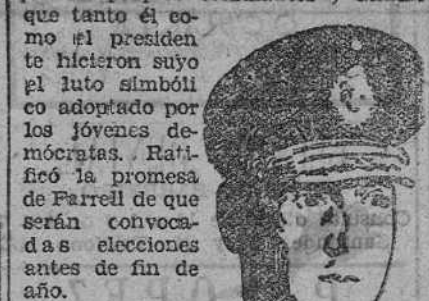 que tanto él co-
mo el presiden
te hicieron suyo
el luto simbóli
co adoptado por
los jóvenes de-
mócratas. Rati-
ficó la promesa
de Farrell de que
serán convoca-
das elecciones
antes de fin de
año.